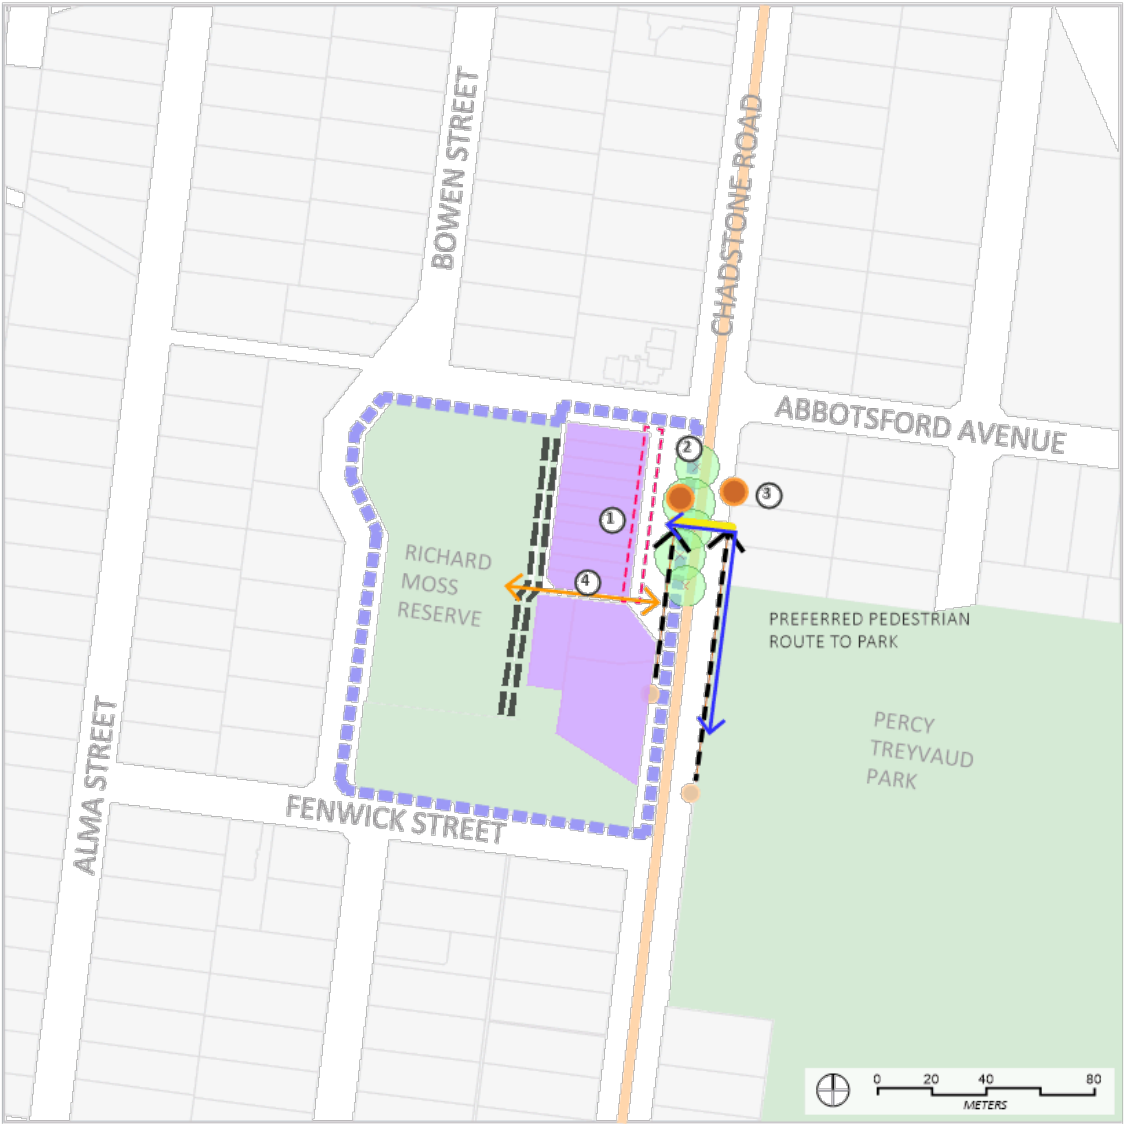 BOWEN STREET
CHADSTONE ROAD
ABBOTSFORD AVENUE
2
3
1
4
RICHARD
MOSS
RESERVE
PREFERRED PEDESTRIAN
ROUTE TO PARK
PERCY
TREYVAUD
PARK
ALMA STREET
FENWICK STREET
0 20 40 80
METERS